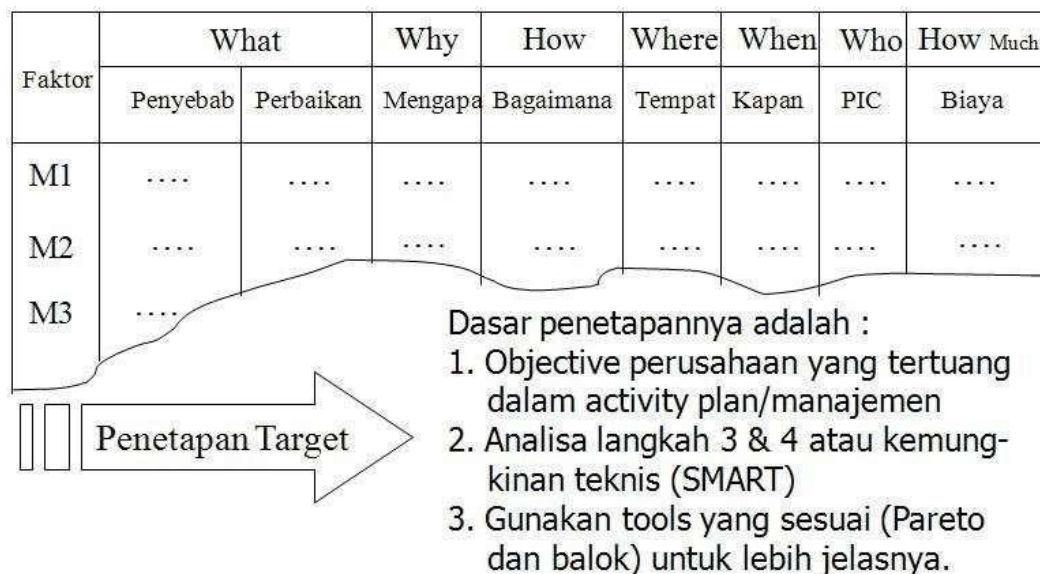 What Why How Where When Who How Much
Faktor
Penyebab Perbaikan Mengapa Bagaimana Tempat Kapan PIC Biaya
M1 .... .... .... .... .... .... .... ....
M2 .... .... .... .... .... .... .... ....
M3 ....
Dasar penetapannya adalah :
1. Objective perusahaan yang tertuang
dalam activity plan/manajemen
Penetapan Target
2. Analisa langkah 3 & 4 atau kemung-
kinan teknis (SMART)
3. Gunakan tools yang sesuai (Pareto
dan balok) untuk lebih jelasnya.